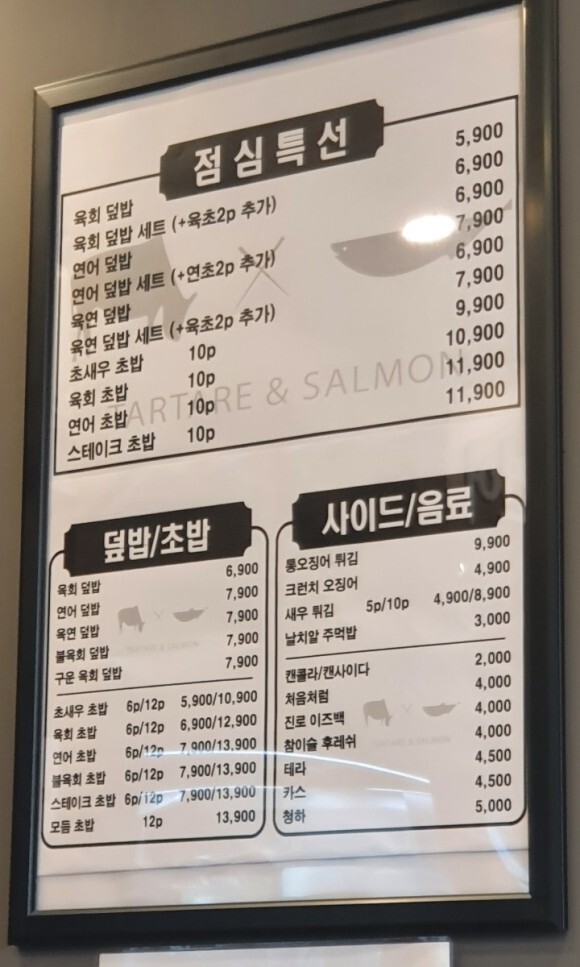 점심특선
육회 덮밥 5,900
육회 덮밥 세트 (+육초2p 추가) 6,900
연어 덮밥 6,900
연어 덮밥 세트 (+연초2p 추가) 7,900
육연 덮밥 6,900
육연 덮밥 세트 (+육초2p 추가) 7,900
초새우 초밥 10p 9,900
육회 초밥 10p 10,900
연어 초밥 10p 11,900
스테이크 초밥 10p 11,900
TARTARE & SALMON
덮밥/초밥
육회 덮밥 6,900
연어 덮밥 7,900
육연 덮밥 7,900
불육회 덮밥 7,900
구운 육회 덮밥 7,900
TARTARE & SALMON
초새우 초밥 6p/12p 5,900/10,900
육회 초밥 6p/12p 6,900/12,900
연어 초밥 6p/12p 7,900/13,900
불육회 초밥 6p/12p 7,900/13,900
스테이크 초밥 6p/12p 7,900/13,900
모듬 초밥 12p 13,900
사이드/음료
통오징어 튀김 9,900
크런치 오징어 4,900
새우 튀김 5p/10p 4,900/8,900
날치알 주먹밥 3,000
캔콜라/캔사이다 2,000
처음처럼 4,000
진로 이즈백 4,000
참이슬 후레쉬 4,000
테라 4,500
카스 4,500
청하 5,000
TARTARE & SALMON